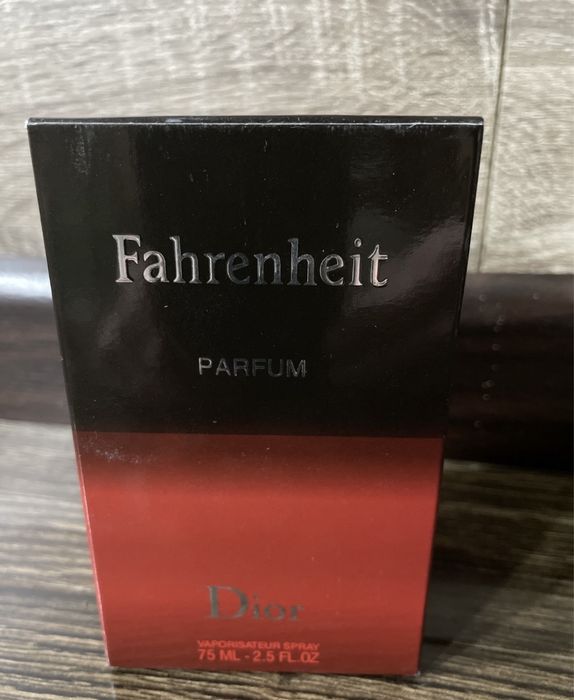 Fahrenheit
PARFUM
Dior
VAPORISATEUR SPRAY
75 ML - 2.5 FL.OZ